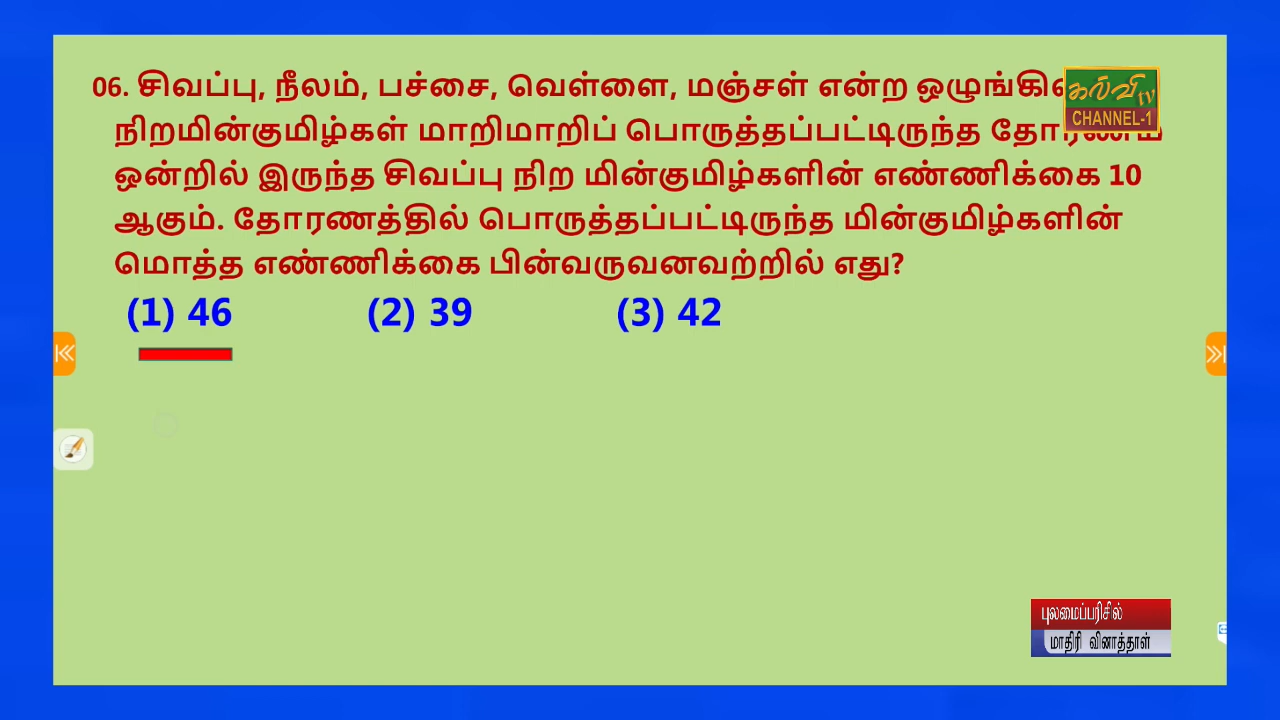 06. சிவப்பு, நீலம், பச்சை, வெள்ளை, மஞ்சள் என்ற
நிறமின்குமிழ்கள் மாறிமாறிப் பொருத்தப்பட்டிருந்த
ஒன்றில் இருந்த சிவப்பு நிற மின்குமிழ்களின் எண்ணிக்கை 10
ஆகும். தோரணத்தில் பொருத்தப்பட்டிருந்த மின்குமிழ்களின்
மொத்த எண்ணிக்கை பின்வருவனவற்றில் எது?
(1) 46 (2) 39 (3) 42
கல்வி tv
CHANNEL-1
புலமைப்பரிசில்
மாதிரி வினாத்தாள்